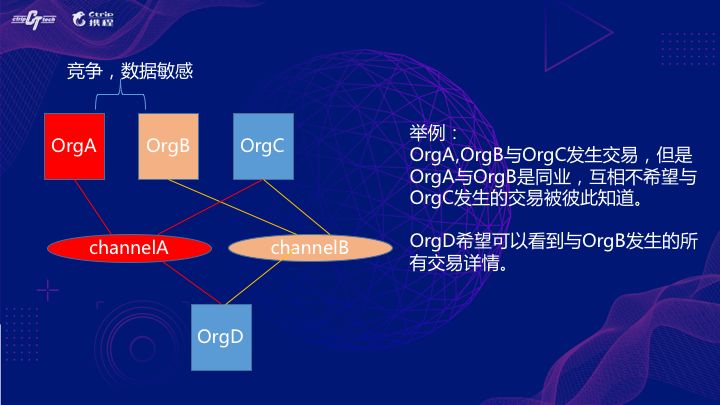 ctrip CT tech
Ctrip
携程
竞争，数据敏感
OrgA
OrgB
OrgC
channelA
channelB
OrgD
举例：
OrgA,OrgB与OrgC发生交易，但是
OrgA与OrgB是同业，互相不希望与
OrgC发生的交易被彼此知道。
OrgD希望可以看到与OrgB发生的所
有交易详情。